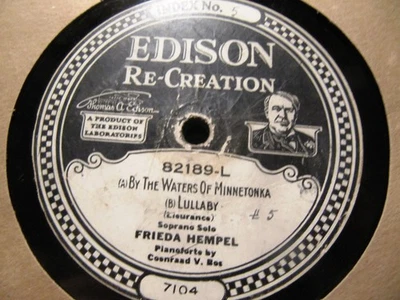 INDEX No. 5
EDISON
RE-CREATION
Thomas A. Edison
A PRODUCT OF THE EDISON LABORATORIES
82189-L
(A) BY THE WATERS OF MINNETONKA
(B) LULLABY
(Lieurance)
# 5
Soprano Solo
FRIEDA HEMPEL
Pianoforte by
Coenraad V. Bos
7104